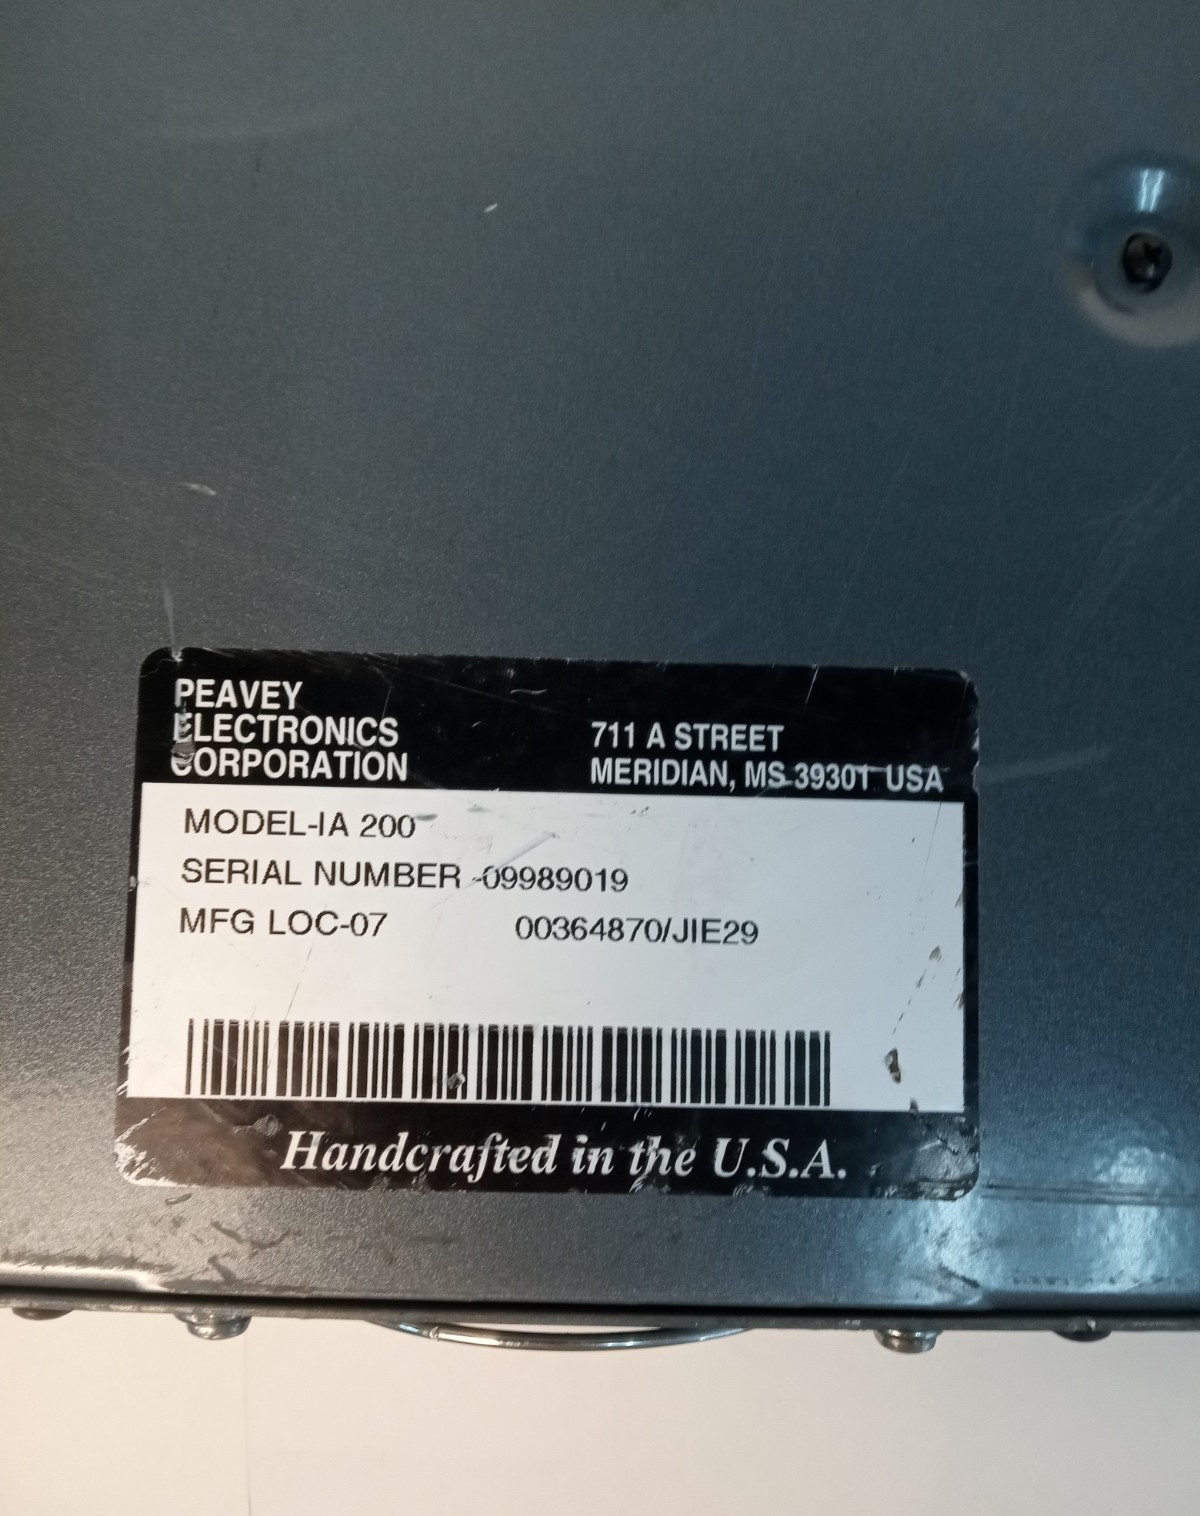 PEAVEY
ELECTRONICS
CORPORATION
711 A STREET
MERIDIAN, MS 39301 USA
MODEL-IA 200
SERIAL NUMBER -09989019
MFG LOC-07 00364870/JIE29
Handcrafted in the U.S.A.